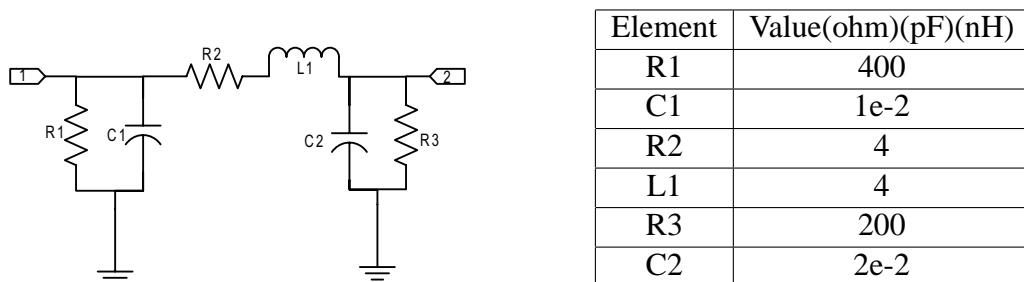 1
R1
C1
R2
L1
C2
R3
2
Element Value(ohm)(pF)(nH)
R1 400
C1 1e-2
R2 4
L1 4
R3 200
C2 2e-2